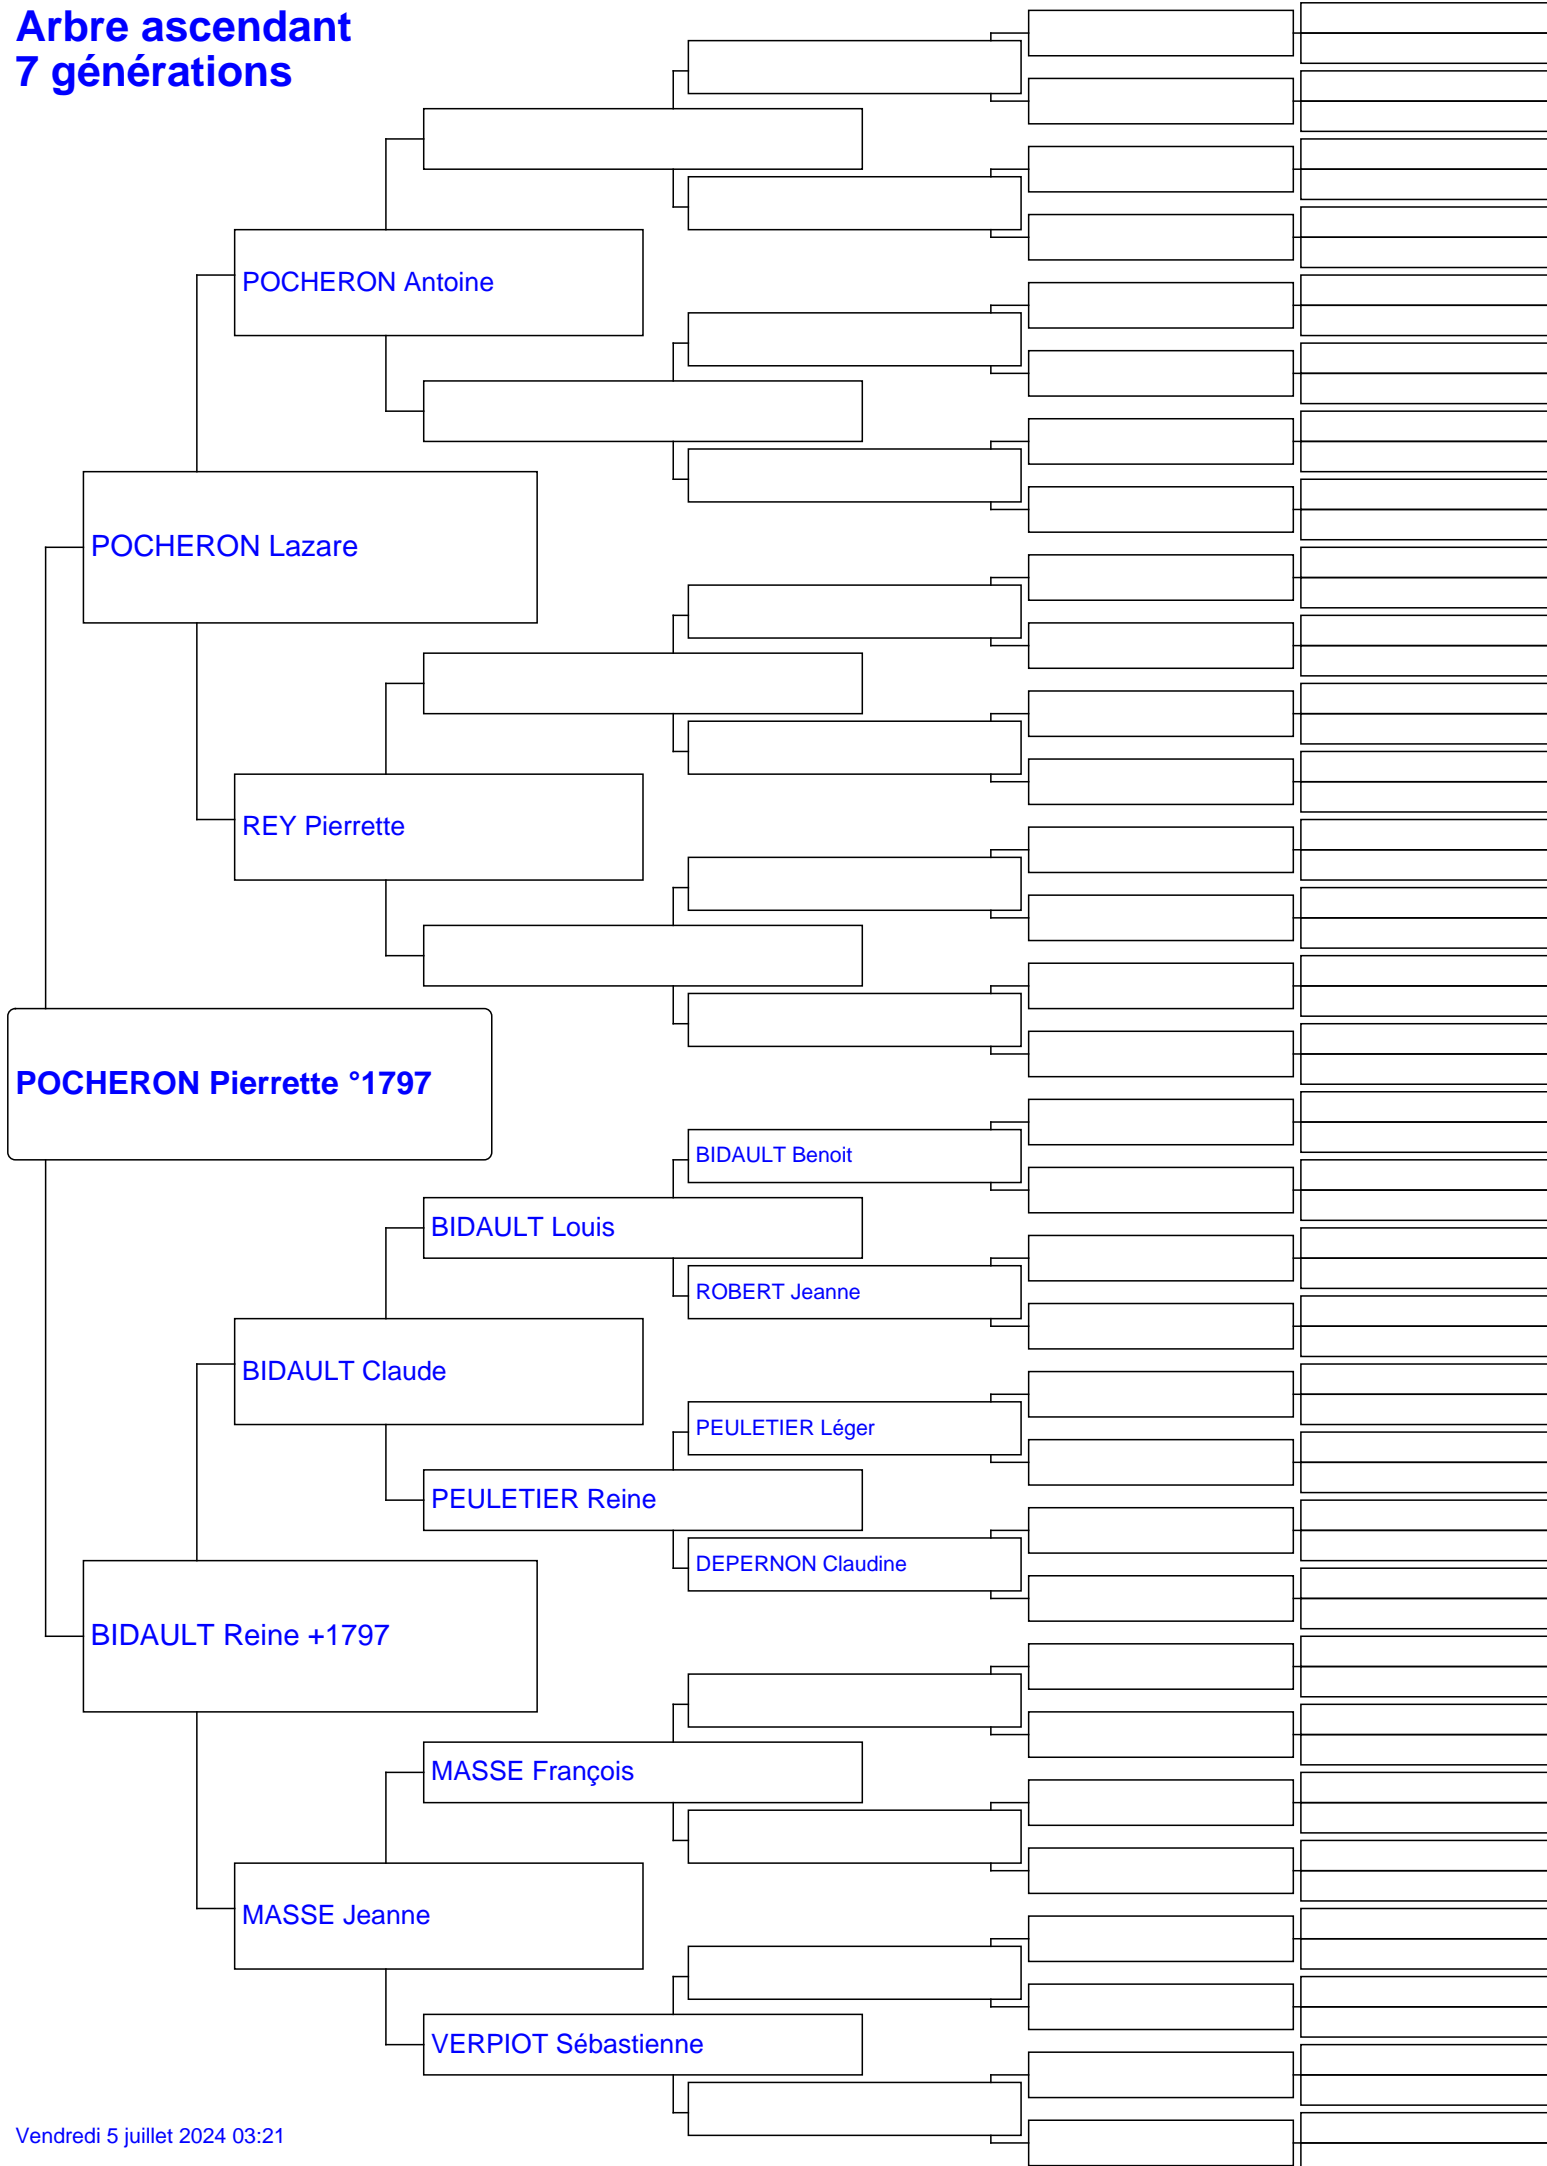 Arbre ascendant
7 générations
POCHERON Antoine
POCHERON Lazare
REY Pierrette
POCHERON Pierrette °1797
BIDAULT Benoit
BIDAULT Louis
ROBERT Jeanne
BIDAULT Claude
PEULETIER Léger
PEULETIER Reine
DEPERNON Claudine
BIDAULT Reine +1797
MASSE François
MASSE Jeanne
VERPIOT Sébastienne
Vendredi 5 juillet 2024 03:21